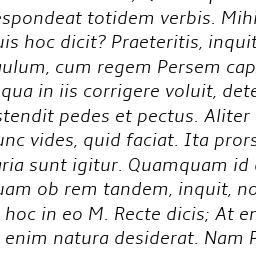 espondeat totidem verbis. Mihi
uis hoc dicit? Praeteritis, inquit
ulum, cum regem Persem cap
qua in iis corrigere voluit, dete
stendit pedes et pectus. Aliter
unc vides, quid faciat. Ita prors
aria sunt igitur. Quamquam id
uam ob rem tandem, inquit, no
hoc in eo M. Recte dicis; At er
enim natura desiderat. Nam P